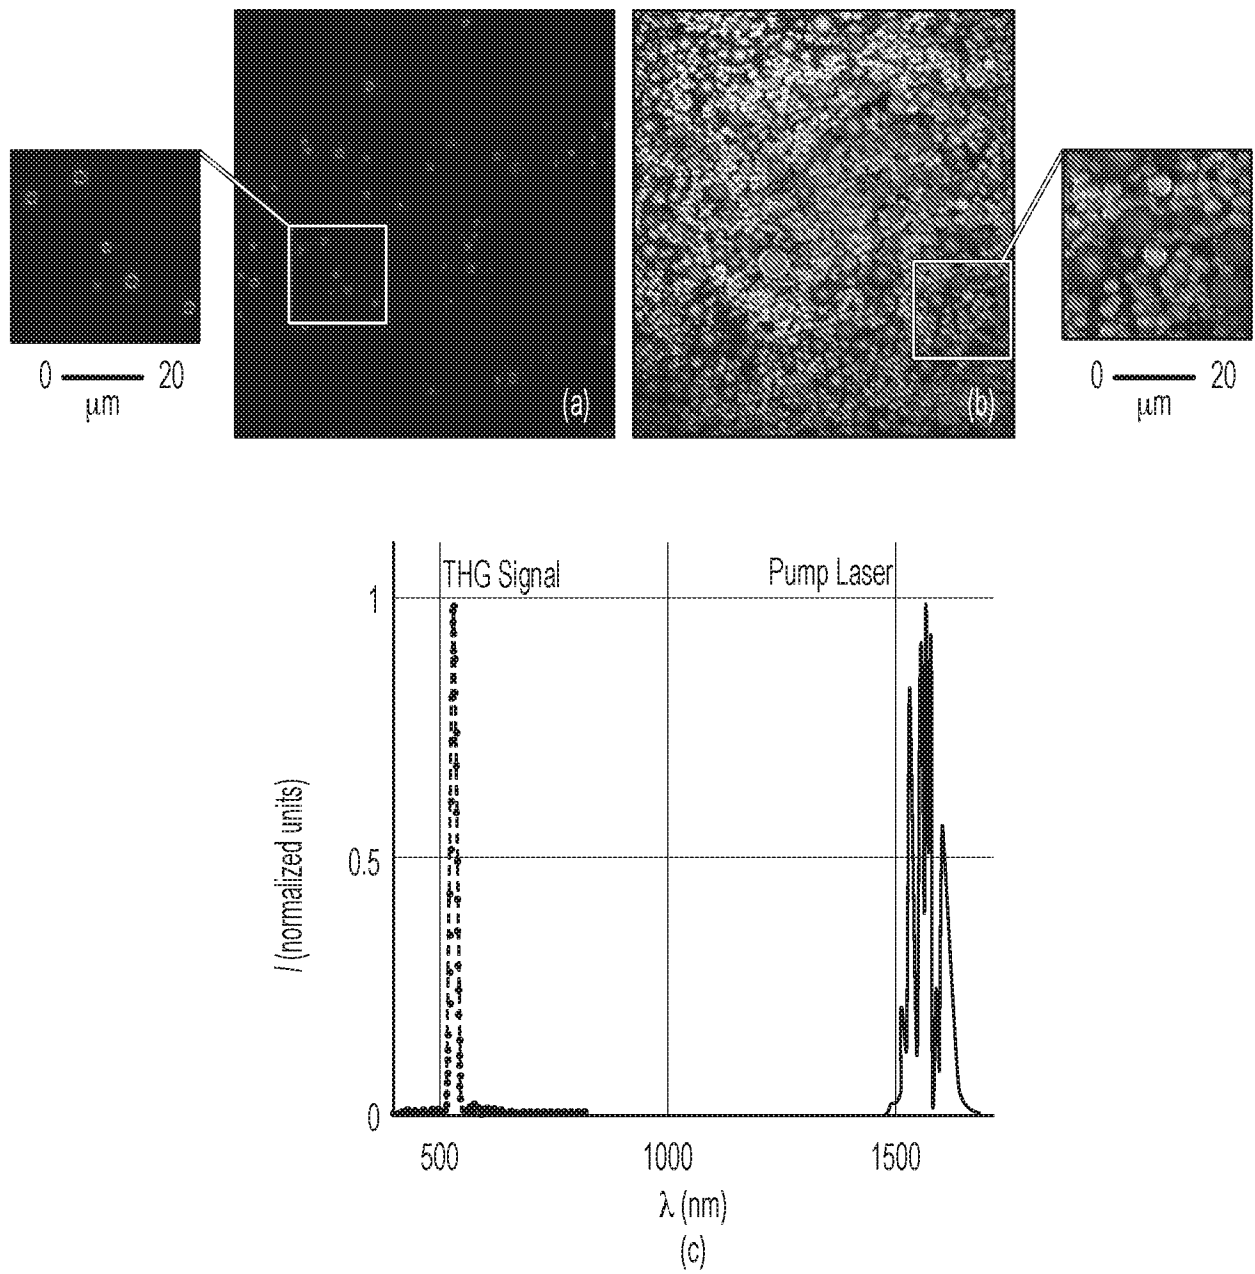 0 20
μm
(a)
(b)
0 20
μm
THG Signal
Pump Laser
1
0.5
0
I (normalized units)
500
1000
1500
λ (nm)
(c)